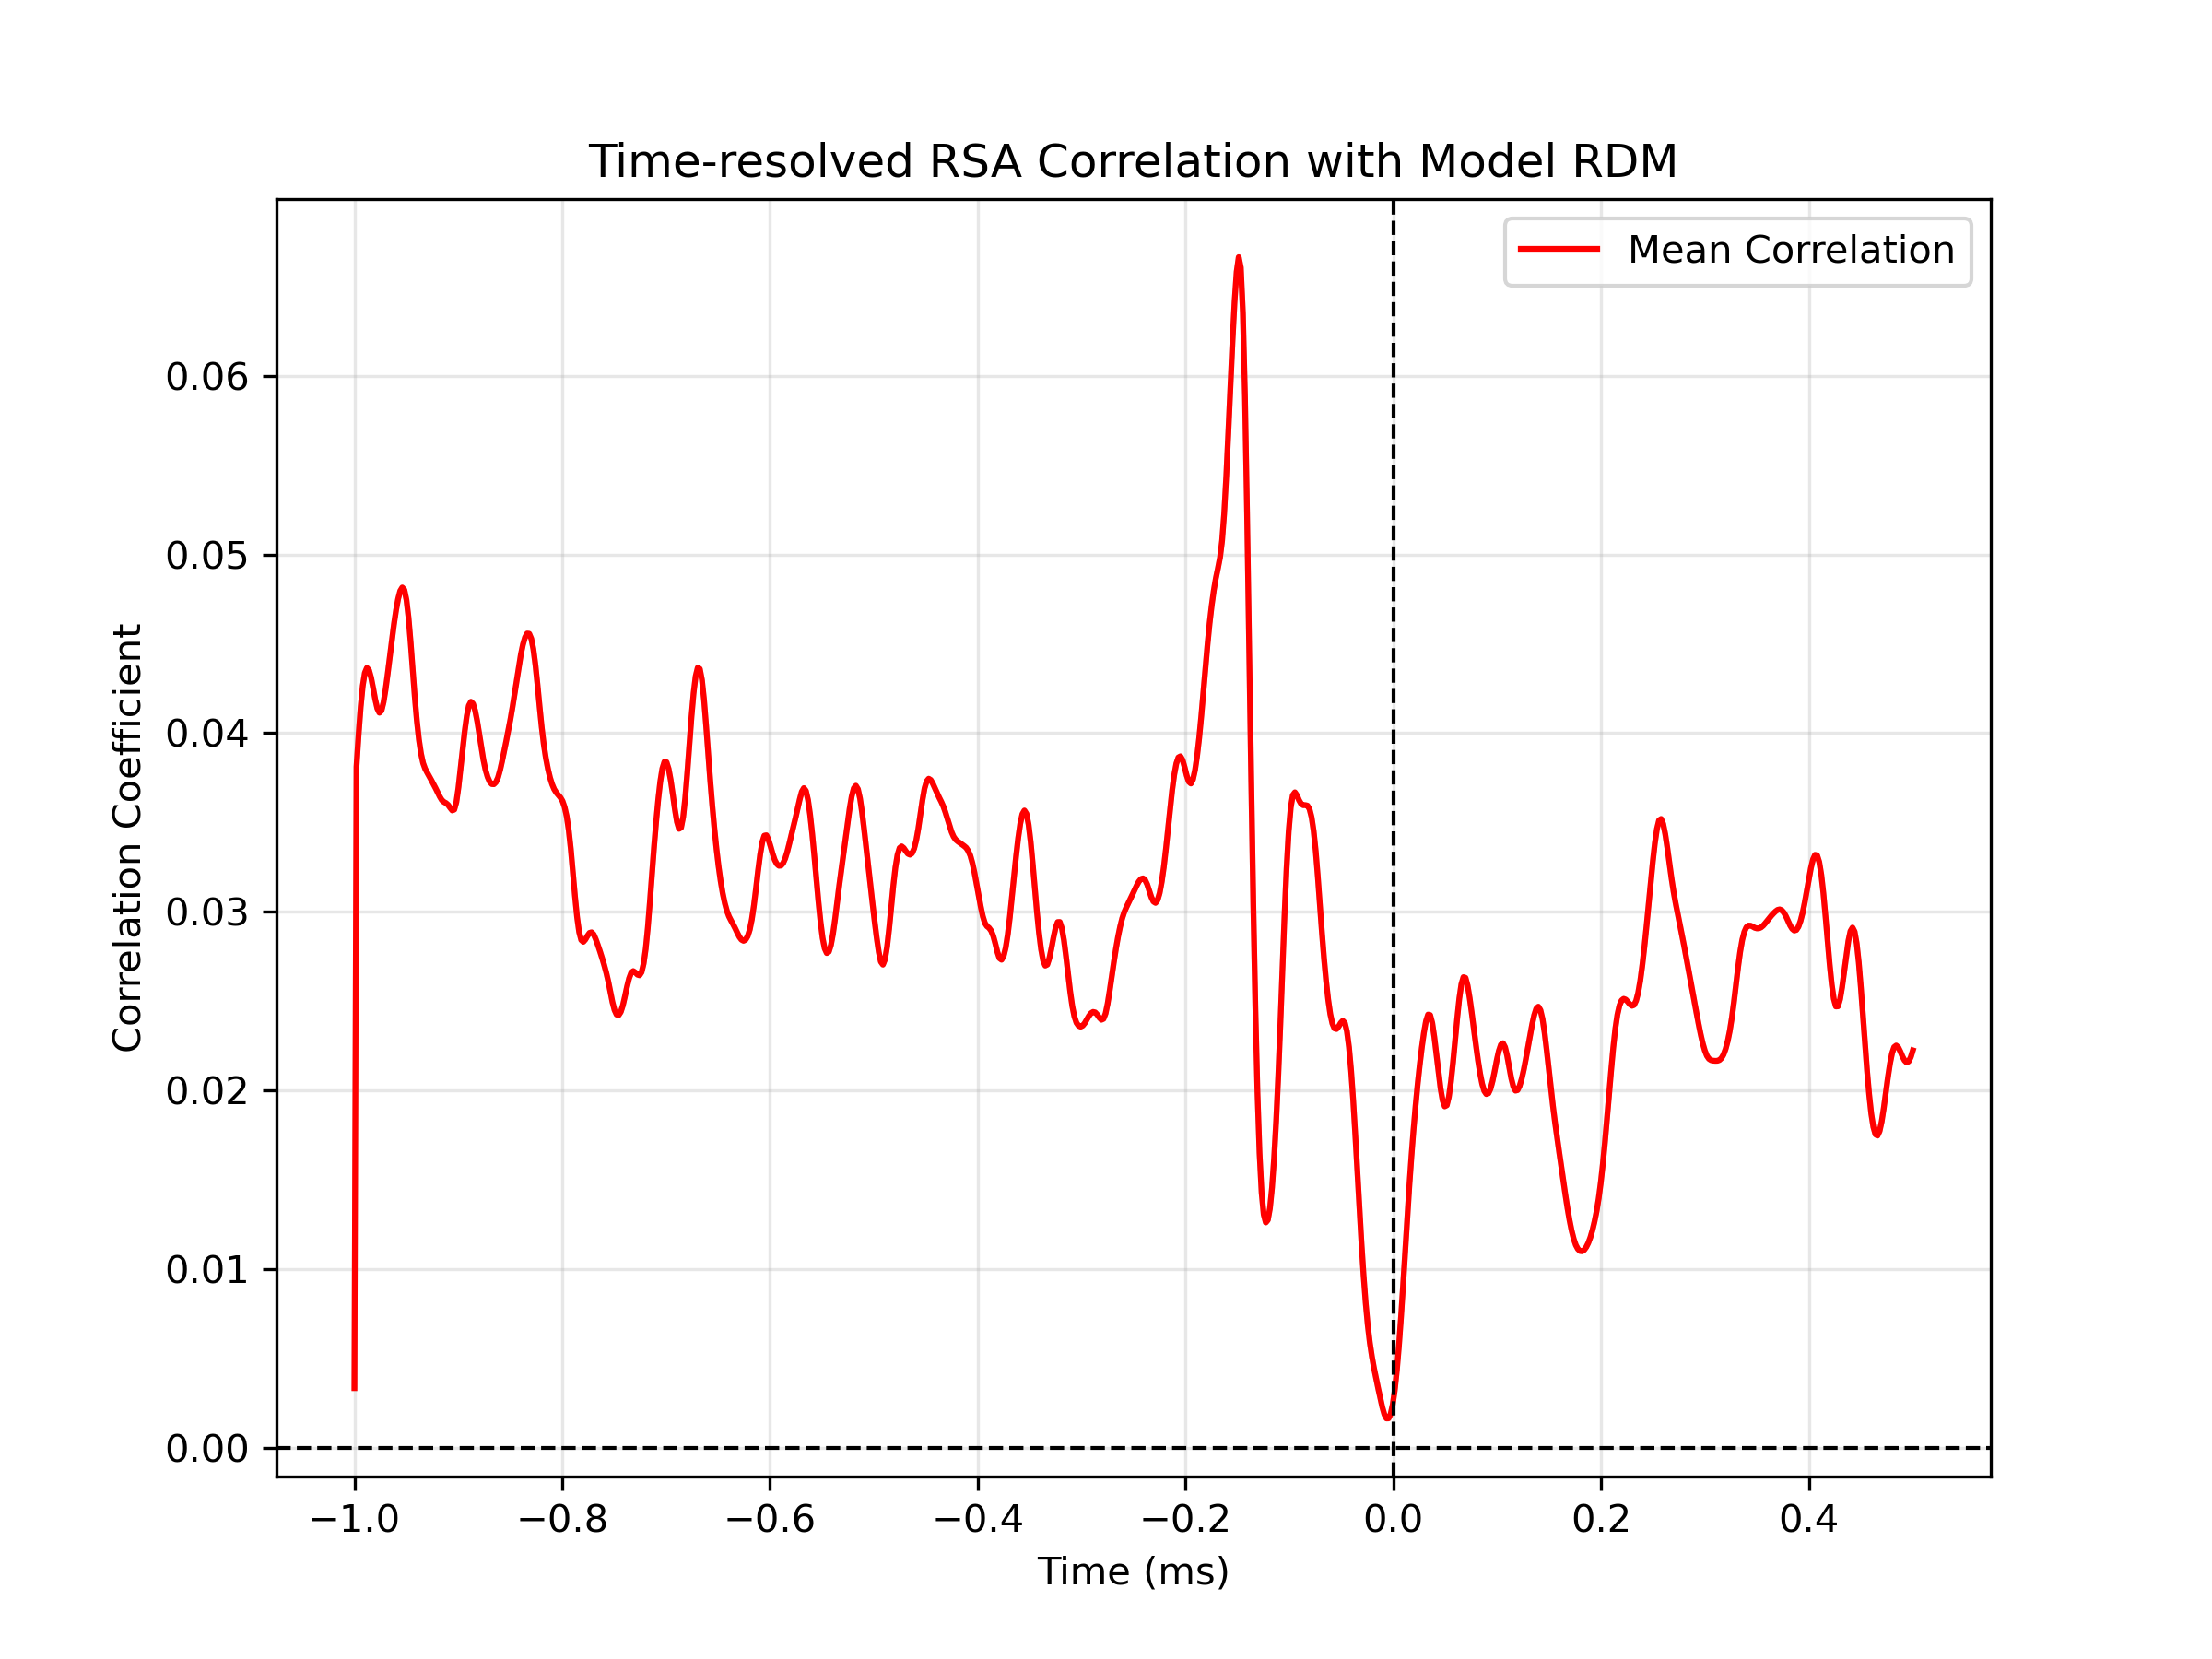 Time-resolved RSA Correlation with Model RDM
Mean Correlation
Correlation Coefficient
0.06
0.05
0.04
0.03
0.02
0.01
0.00
−1.0 −0.8 −0.6 −0.4 −0.2 0.0 0.2 0.4
Time (ms)